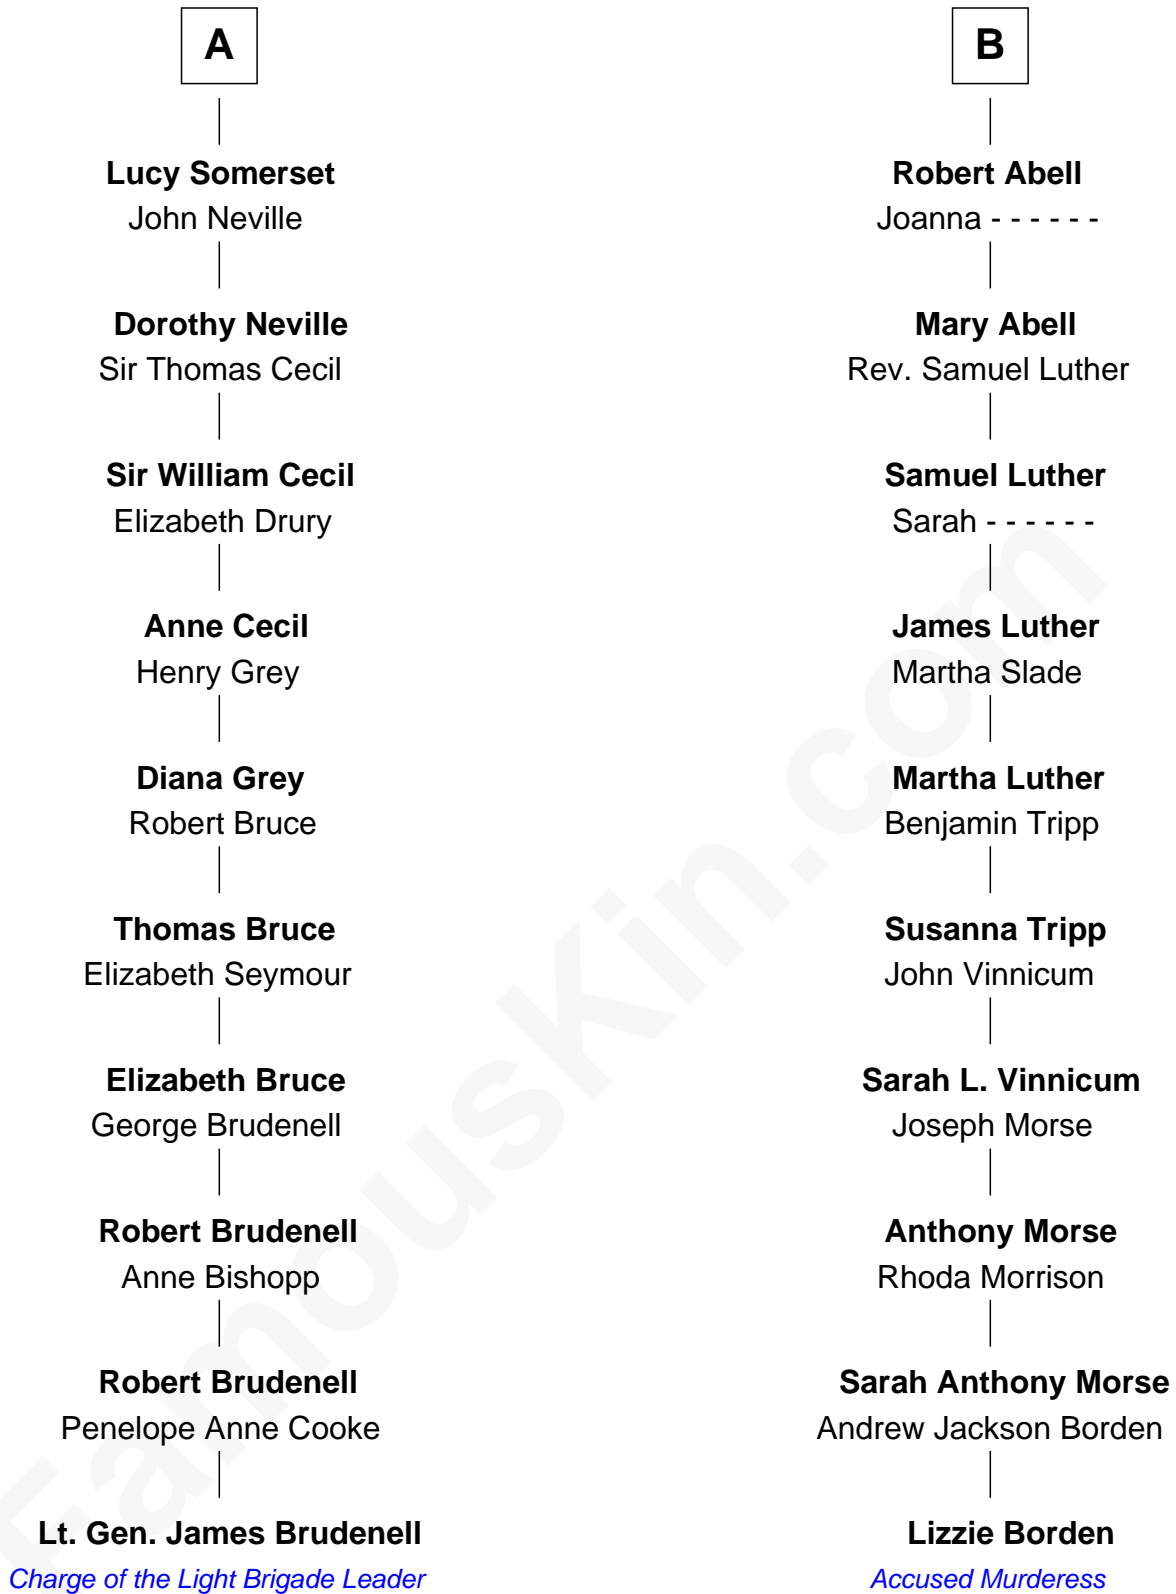 A
Lucy Somerset
John Neville
Dorothy Neville
Sir Thomas Cecil
Sir William Cecil
Elizabeth Drury
Anne Cecil
Henry Grey
Diana Grey
Robert Bruce
Thomas Bruce
Elizabeth Seymour
Elizabeth Bruce
George Brudenell
Robert Brudenell
Anne Bishopp
Robert Brudenell
Penelope Anne Cooke
Lt. Gen. James Brudenell
Charge of the Light Brigade Leader
B
Robert Abell
Joanna - - - - - -
Mary Abell
Rev. Samuel Luther
Samuel Luther
Sarah - - - - - -
James Luther
Martha Slade
Martha Luther
Benjamin Tripp
Susanna Tripp
John Vinnicum
Sarah L. Vinnicum
Joseph Morse
Anthony Morse
Rhoda Morrison
Sarah Anthony Morse
Andrew Jackson Borden
Lizzie Borden
Accused Murderess
FamousKin.com